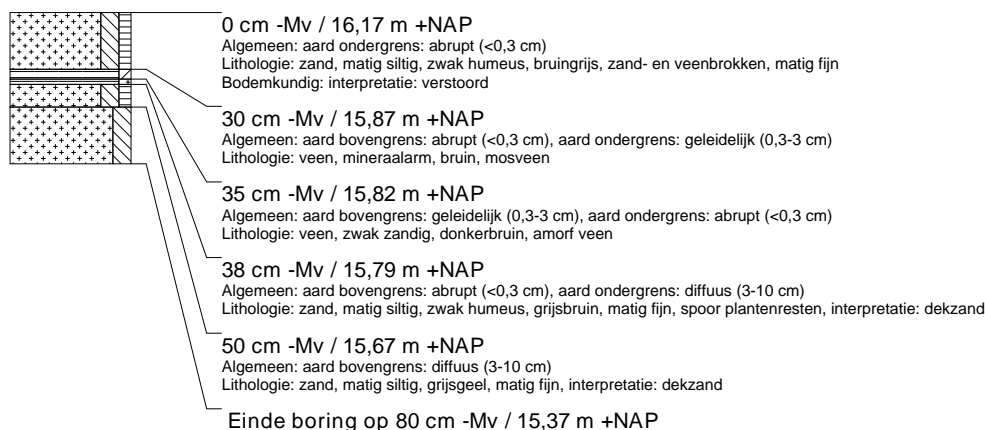 0 cm -Mv / 16,17 m +NAP
Algemeen: aard ondergrens: abrupt (<0,3 cm)
Lithologie: zand, matig siltig, zwak humeus, bruingrijs, zand- en veenbrokken, matig fijn
Bodemkundig: interpretatie: verstoord
30 cm -Mv / 15,87 m +NAP
Algemeen: aard bovengrens: abrupt (<0,3 cm), aard ondergrens: geleidelijk (0,3-3 cm)
Lithologie: veen, mineraalarm, bruin, mosveen
35 cm -Mv / 15,82 m +NAP
Algemeen: aard bovengrens: geleidelijk (0,3-3 cm), aard ondergrens: abrupt (<0,3 cm)
Lithologie: veen, zwak zandig, donkerbruin, amorf veen
38 cm -Mv / 15,79 m +NAP
Algemeen: aard bovengrens: abrupt (<0,3 cm), aard ondergrens: diffuus (3-10 cm)
Lithologie: zand, matig siltig, zwak humeus, grijsbruin, matig fijn, spoor plantenresten, interpretatie: dekzand
50 cm -Mv / 15,67 m +NAP
Algemeen: aard bovengrens: diffuus (3-10 cm)
Lithologie: zand, matig siltig, grijsgeel, matig fijn, interpretatie: dekzand
Einde boring op 80 cm -Mv / 15,37 m +NAP